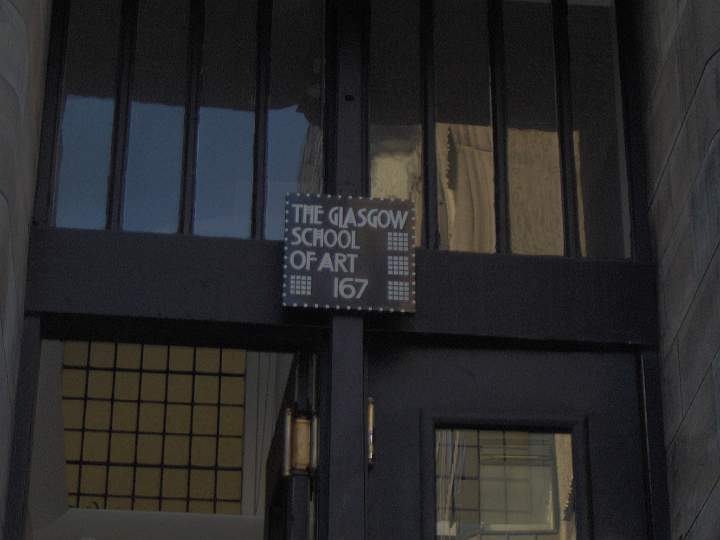 THE GLASGOW
SCHOOL
OF ART
167